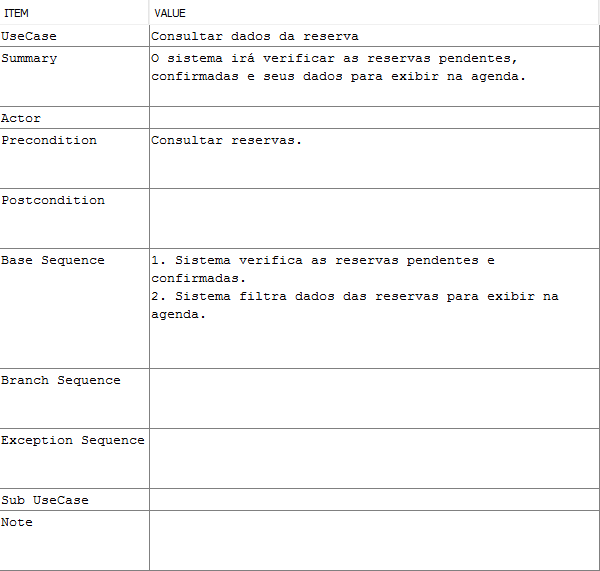 ITEM VALUE
UseCase Consultar dados da reserva
Summary O sistema irá verificar as reservas pendentes,
confirmadas e seus dados para exibir na agenda.
Actor
Precondition Consultar reservas.
Postcondition
Base Sequence 1. Sistema verifica as reservas pendentes e
confirmadas.
2. Sistema filtra dados das reservas para exibir na
agenda.
Branch Sequence
Exception Sequence
Sub UseCase
Note